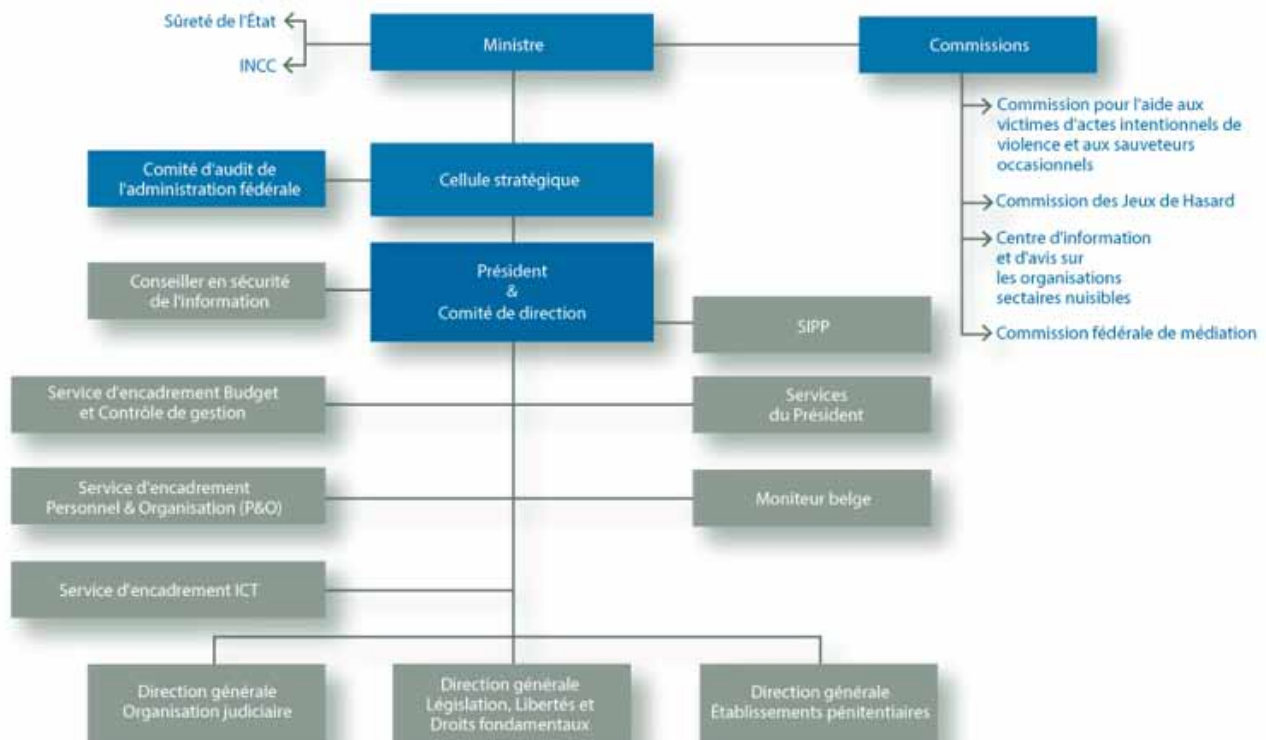 Sûreté de l'État
INCC
Ministre
Commissions
Commission pour l'aide aux
victimes d'actes intentionnels de
violence et aux sauveteurs
occasionnels
Commission des Jeux de Hasard
Centre d'information
et d'avis sur
les organisations
sectaires nuisibles
Commission fédérale de médiation
Comité d'audit de
l'administration fédérale
Cellule stratégique
Conseiller en sécurité
de l'information
Président
&
Comité de direction
SIPP
Service d'encadrement Budget
et Contrôle de gestion
Services
du Président
Service d'encadrement
Personnel & Organisation (P&O)
Moniteur belge
Service d'encadrement ICT
Direction générale
Organisation judiciaire
Direction générale
Législation, Libertés et
Droits fondamentaux
Direction générale
Établissements pénitentiaires